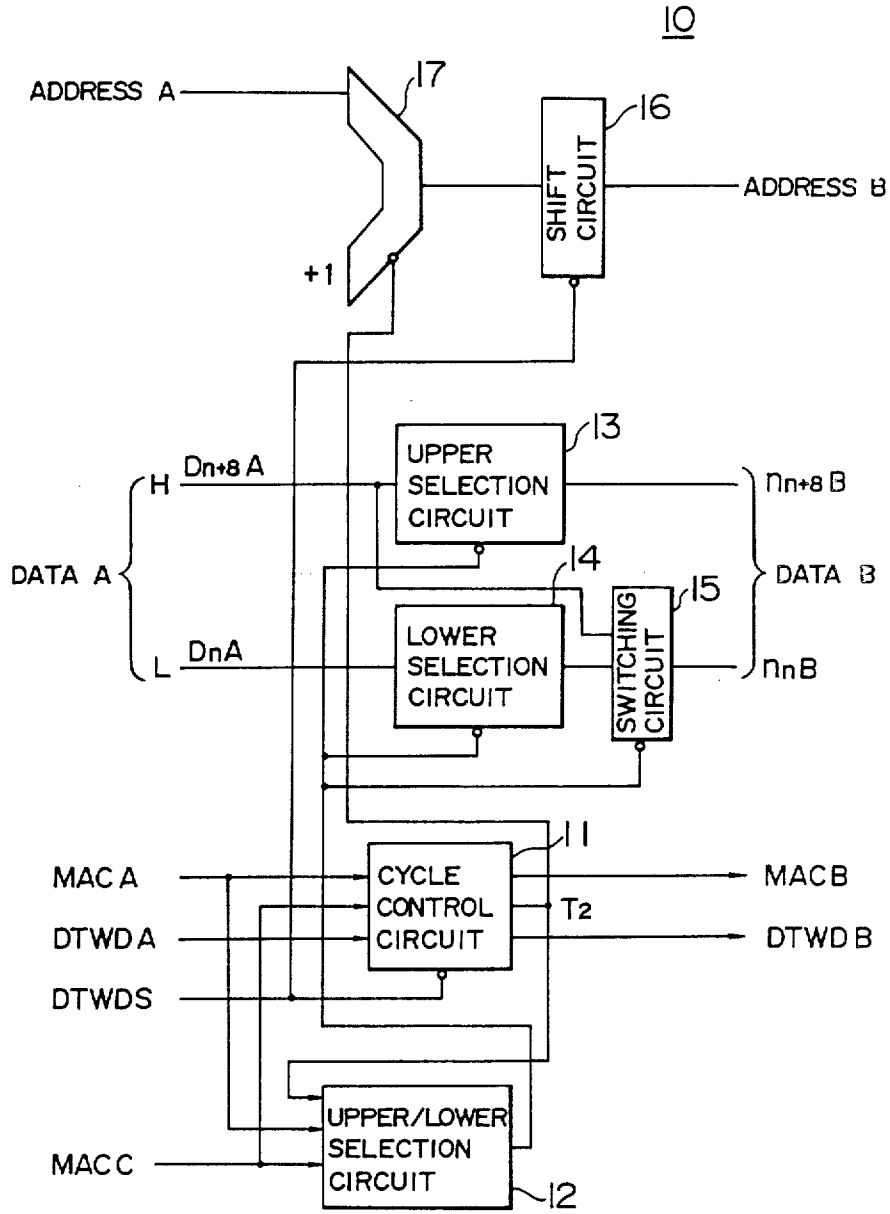 10
ADDRESS A
17
16
SHIFT
CIRCUIT
ADDRESS B
+1
13
UPPER
SELECTION
CIRCUIT
H
Dn+8 A
nn+8 B
DATA A
DATA B
14
15
LOWER
SELECTION
CIRCUIT
SWITCHING
CIRCUIT
L
DnA
nnB
11
CYCLE
CONTROL
CIRCUIT
MAC A
MAC B
T2
DTWD A
DTWD B
DTWDS
UPPER/LOWER
SELECTION
CIRCUIT
MAC C
12